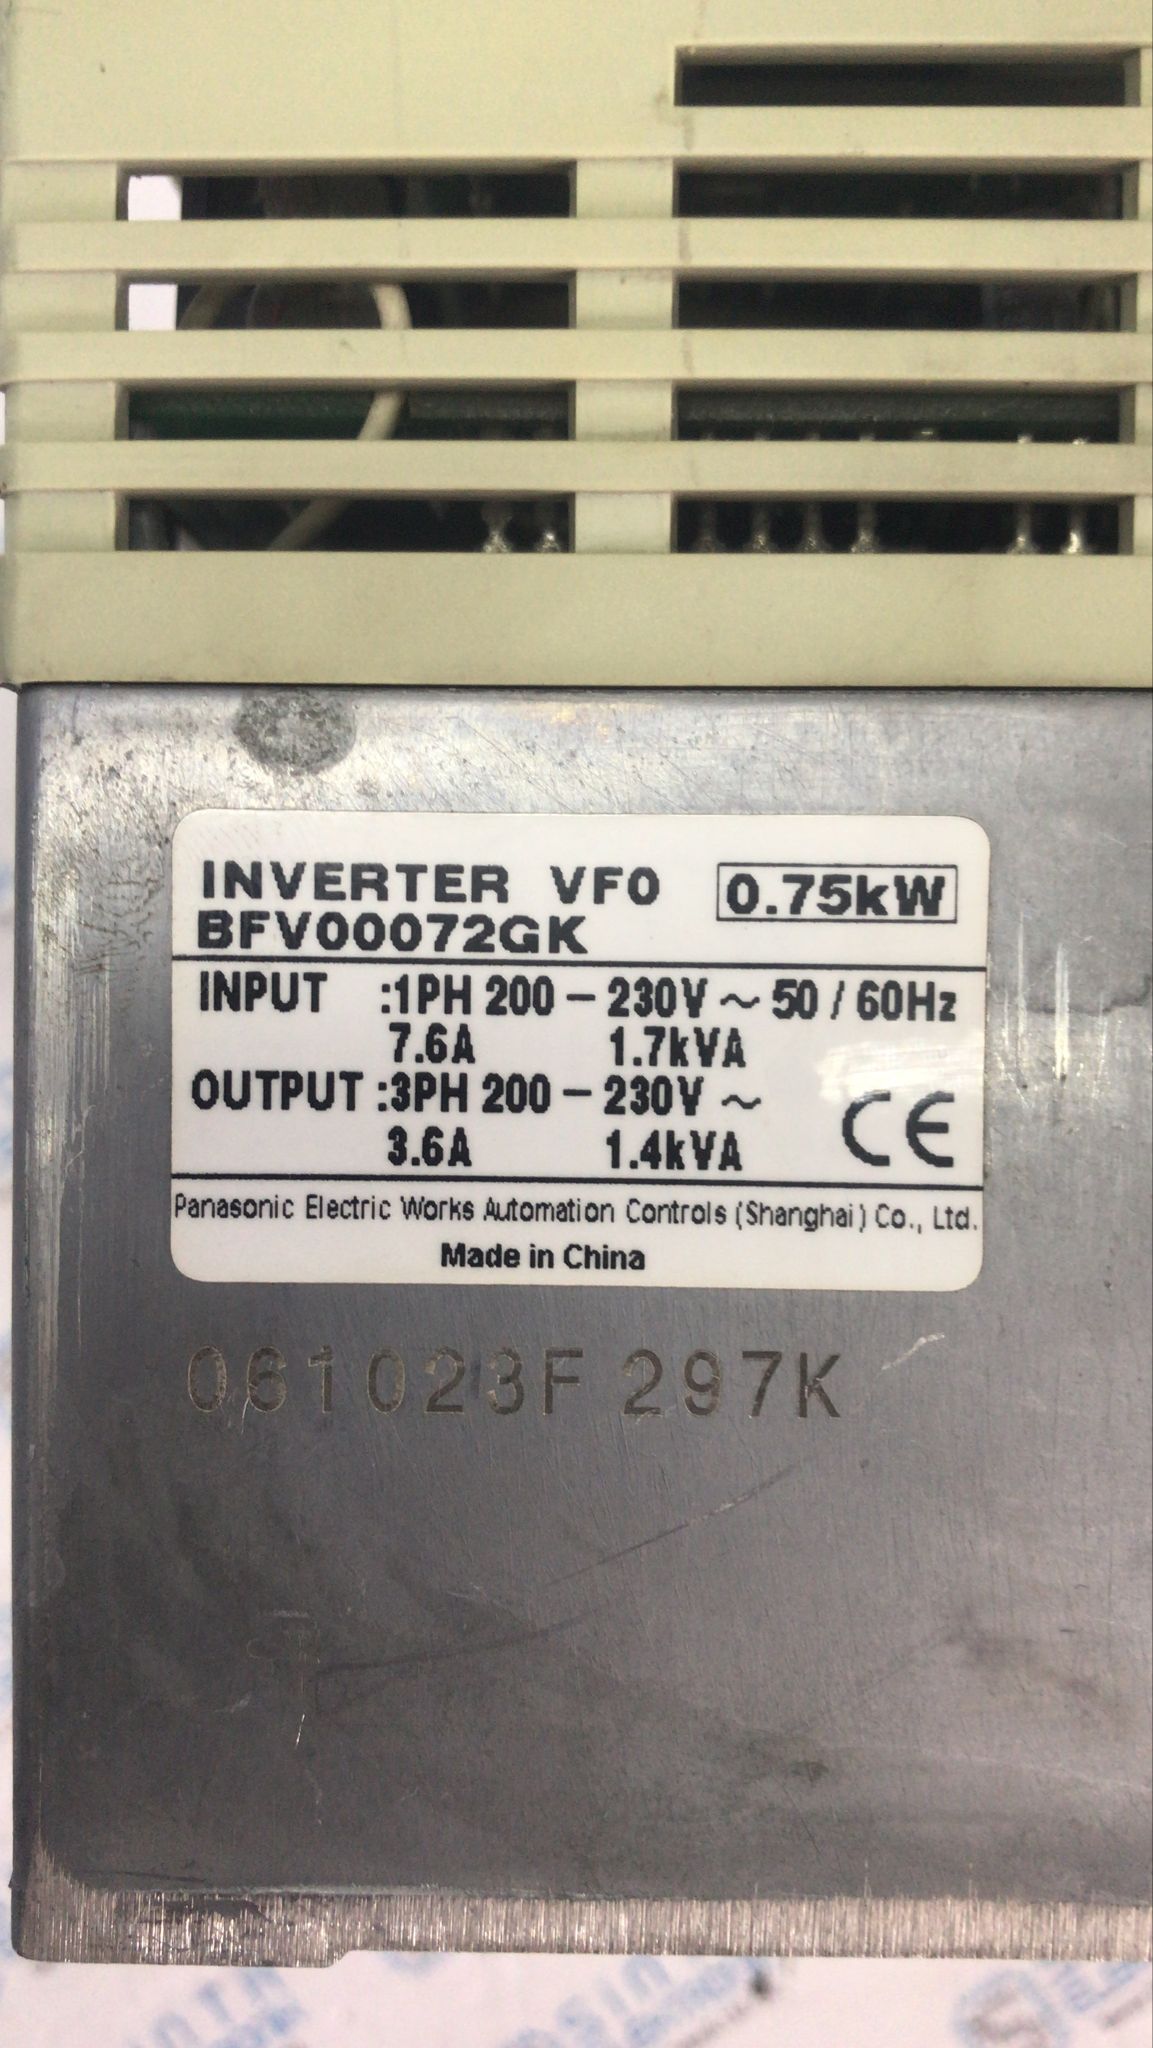 INVERTER VF0 0.75kW
BFV00072GK
INPUT :1PH 200 – 230V ~ 50 / 60Hz
7.6A 1.7kVA
OUTPUT :3PH 200 – 230V ~
3.6A 1.4kVA
CE
Panasonic Electric Works Automation Controls (Shanghai) Co., Ltd.
Made in China
061023F 297K